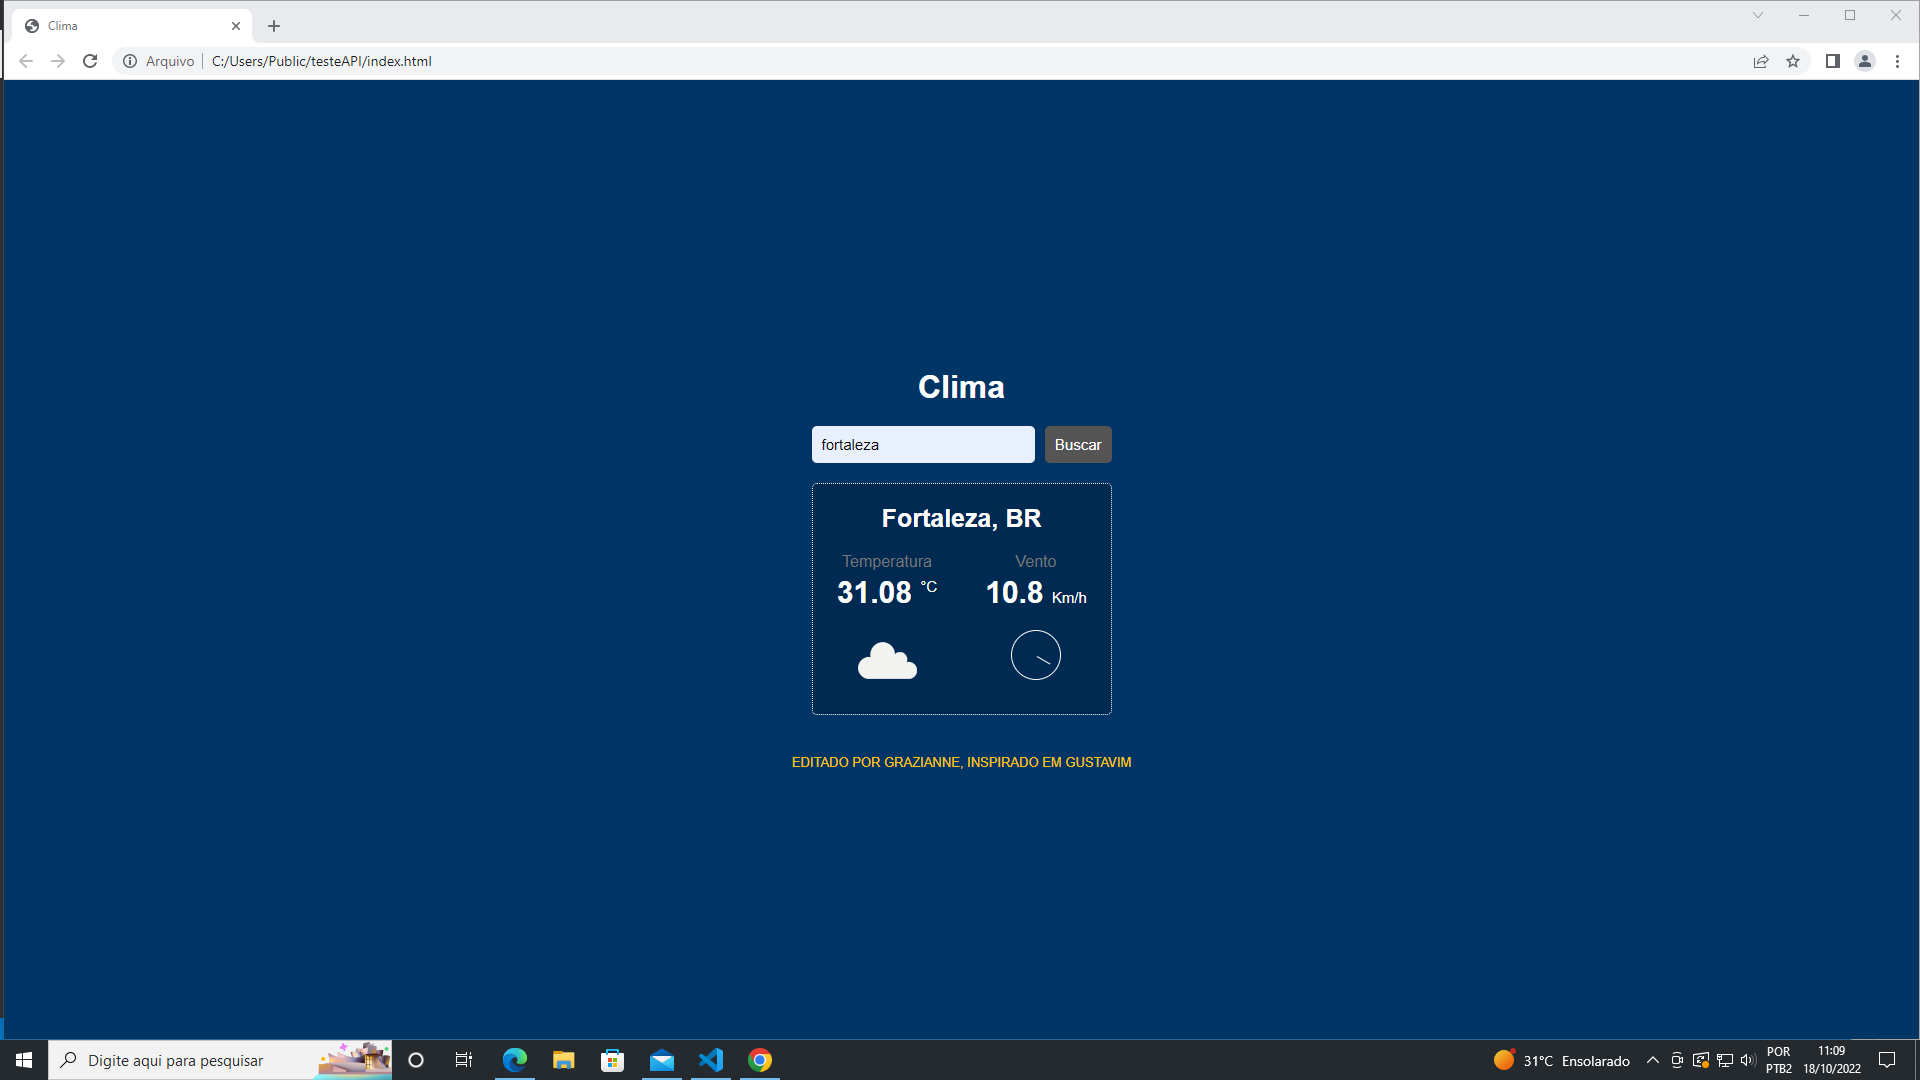 Clima
Arquivo
C:/Users/Public/testeAPI/index.html
Clima
fortaleza
Buscar
Fortaleza, BR
Temperatura
Vento
31.08 °C
10.8 Km/h
EDITADO POR GRAZIANNE, INSPIRADO EM GUSTAVIM
Digite aqui para pesquisar
31°C Ensolarado
POR
PTB2
11:09
18/10/2022